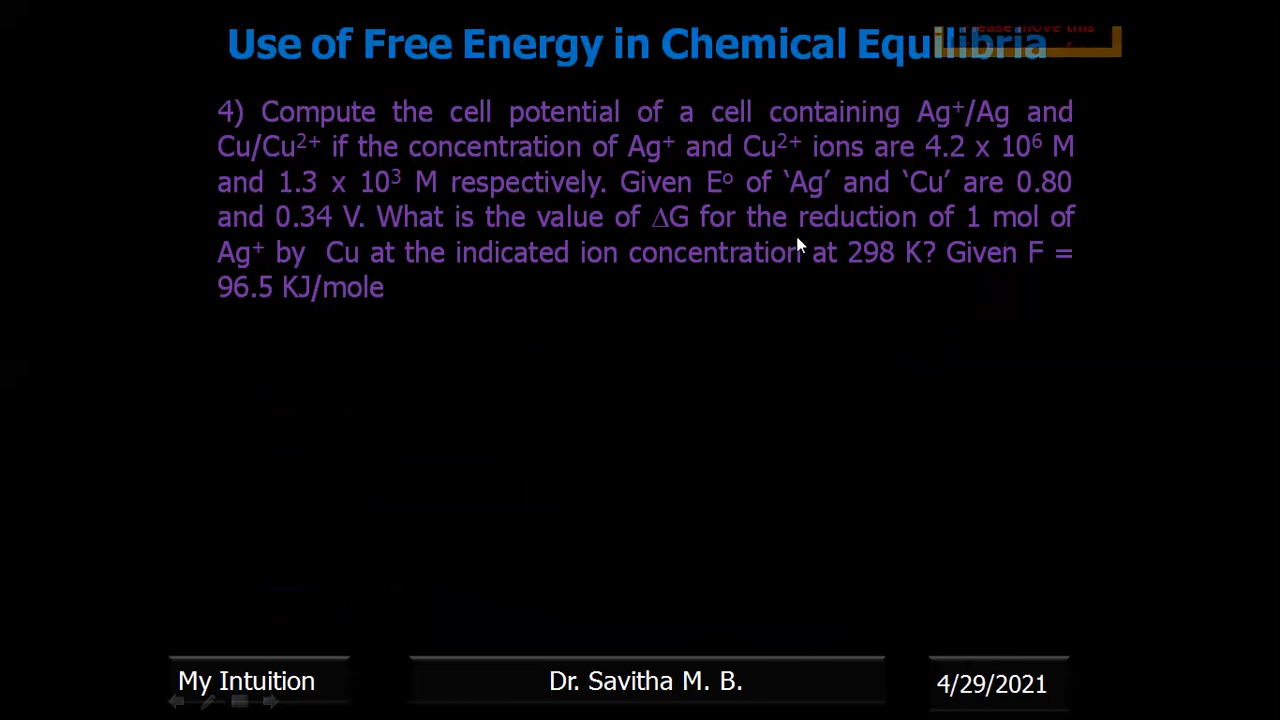 Use of Free Energy in Chemical Equilibria
4) Compute the cell potential of a cell containing Ag⁺/Ag and
Cu/Cu²⁺ if the concentration of Ag⁺ and Cu²⁺ ions are 4.2 x 10⁶ M
and 1.3 x 10³ M respectively. Given Eᵒ of ‘Ag’ and ‘Cu’ are 0.80
and 0.34 V. What is the value of ∆G for the reduction of 1 mol of
Ag⁺ by Cu at the indicated ion concentration at 298 K? Given F =
96.5 KJ/mole
My Intuition
Dr. Savitha M. B.
4/29/2021